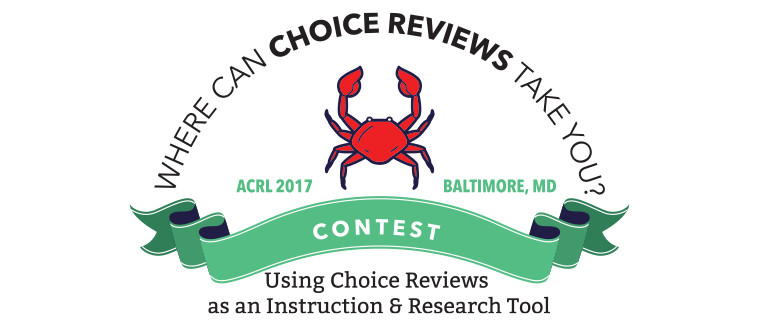 WHERE CAN CHOICE REVIEWS TAKE YOU?
ACRL 2017
BALTIMORE, MD
CONTEST
Using Choice Reviews
as an Instruction & Research Tool